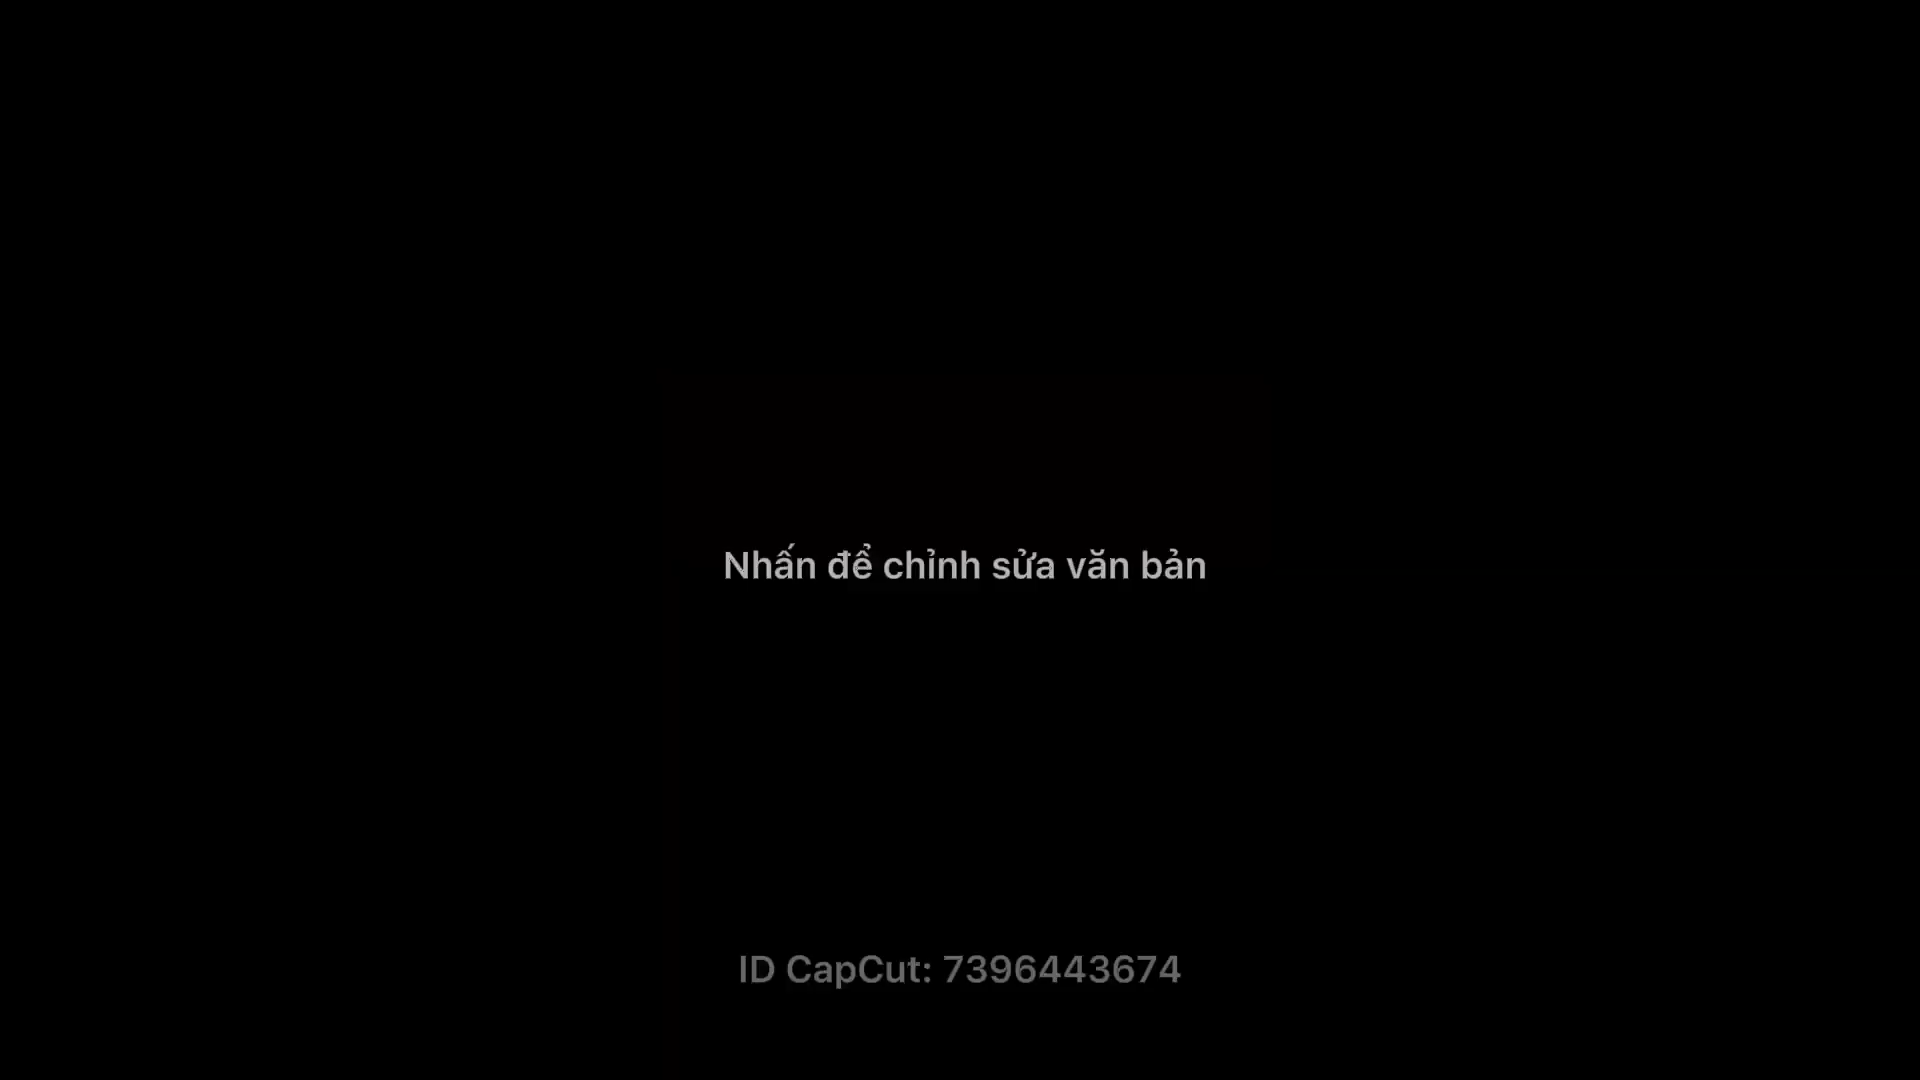 Nhấn để chỉnh sửa văn bản
ID CapCut: 7396443674